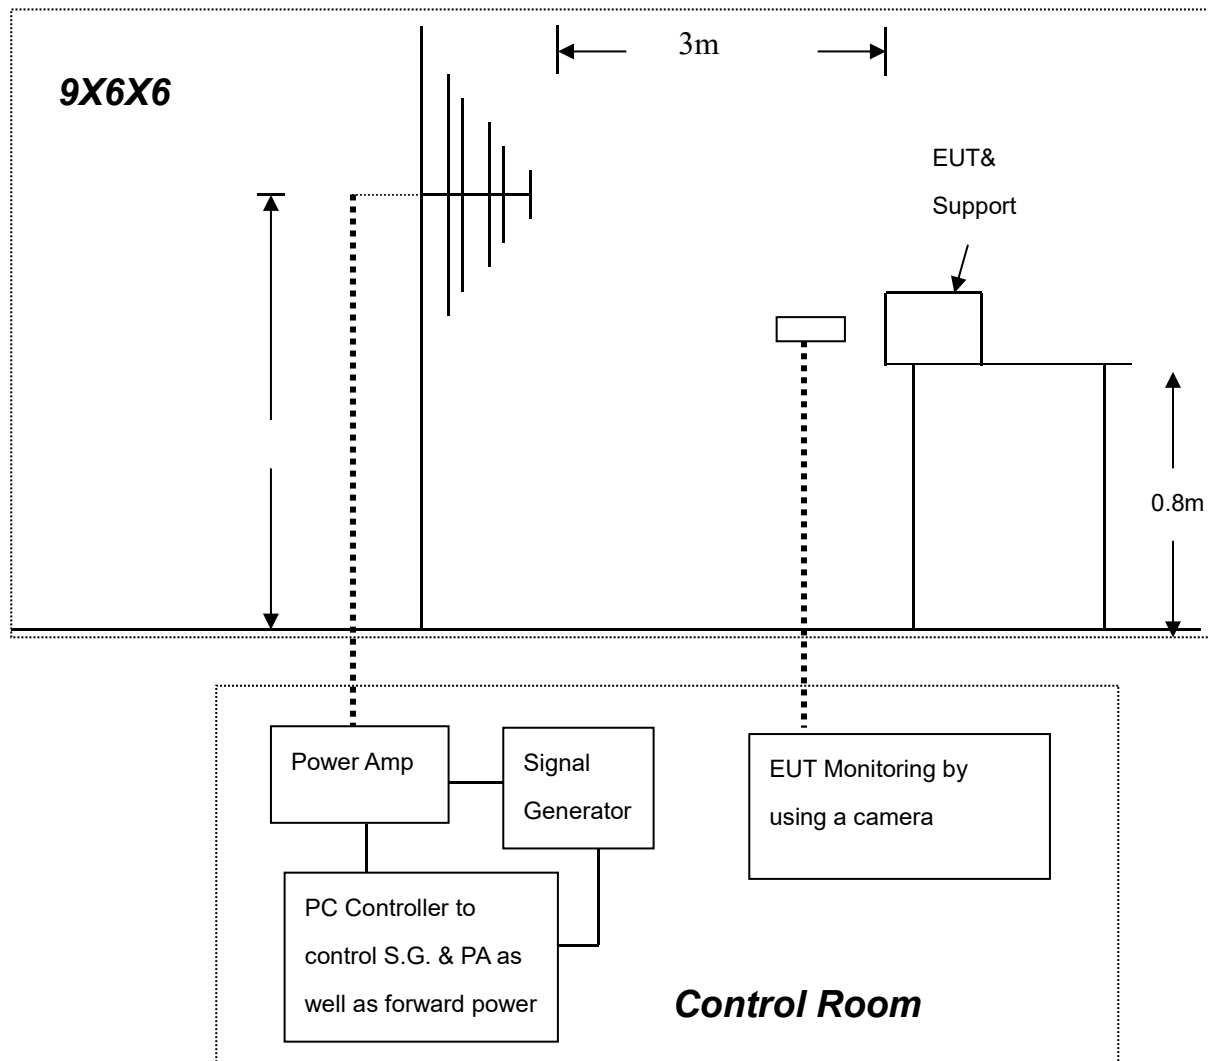 3m
9X6X6
EUT&
Support
0.8m
Power Amp
Signal
Generator
EUT Monitoring by
using a camera
PC Controller to
control S.G. & PA as
well as forward power
Control Room